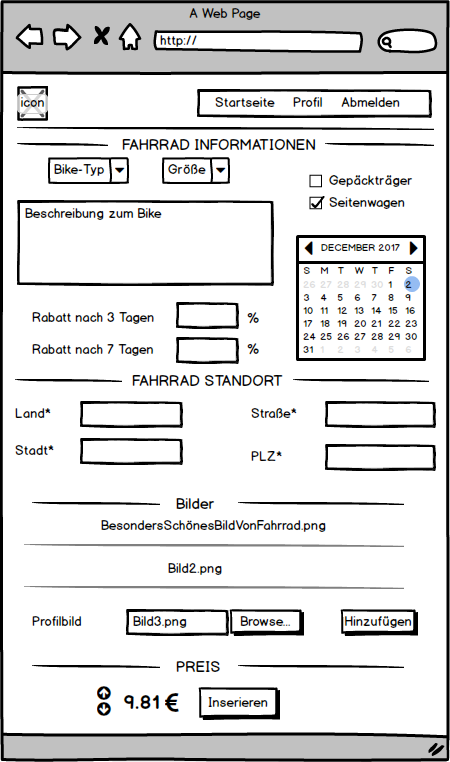 A Web Page
http://
icon
Startseite Profil Abmelden
FAHRRAD INFORMATIONEN
Bike-Typ Größe
Gepäckträger
Seitenwagen
Beschreibung zum Bike
DECEMBER 2017
S M T W T F S
26 27 28 29 30 1 2
3 4 5 6 7 8 9
10 11 12 13 14 15 16
17 18 19 20 21 22 23
24 25 26 27 28 29 30
31 1 2 3 4 5 6
Rabatt nach 3 Tagen %
Rabatt nach 7 Tagen %
FAHRRAD STANDORT
Land* Straße*
Stadt* PLZ*
Bilder
BesondersSchönesBildVonFahrrad.png
Bild2.png
Profilbild Bild3.png Browse... Hinzufügen
PREIS
9.81 € Inserieren